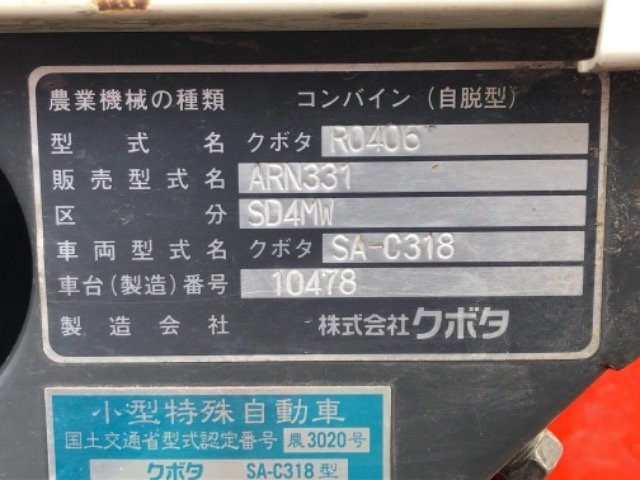 農業機械の種類 コンバイン(自脱型)
型式名 クボタ RO406
販売型式名 ARN331
区分 SD4MW
車両型式名 クボタ SA-C318
車台(製造)番号 10478
製造会社 株式会社クボタ
小型特殊自動車
国土交通省型式認定番号 農3020号
クボタ SA-C318型